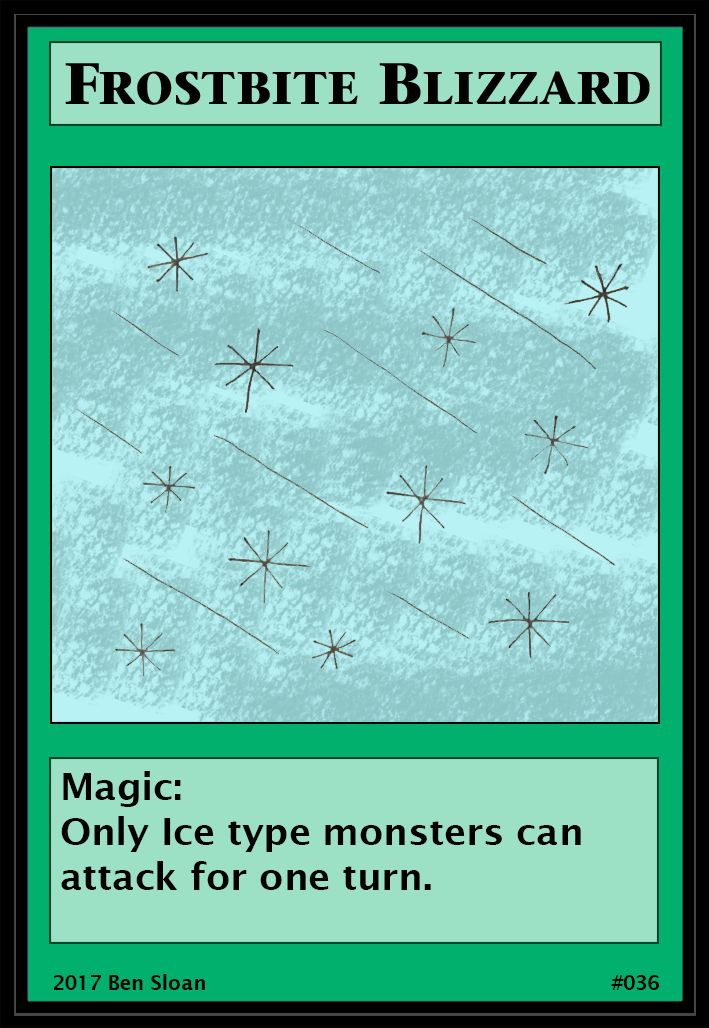 Frostbite Blizzard
Magic:
Only Ice type monsters can
attack for one turn.
2017 Ben Sloan
#036